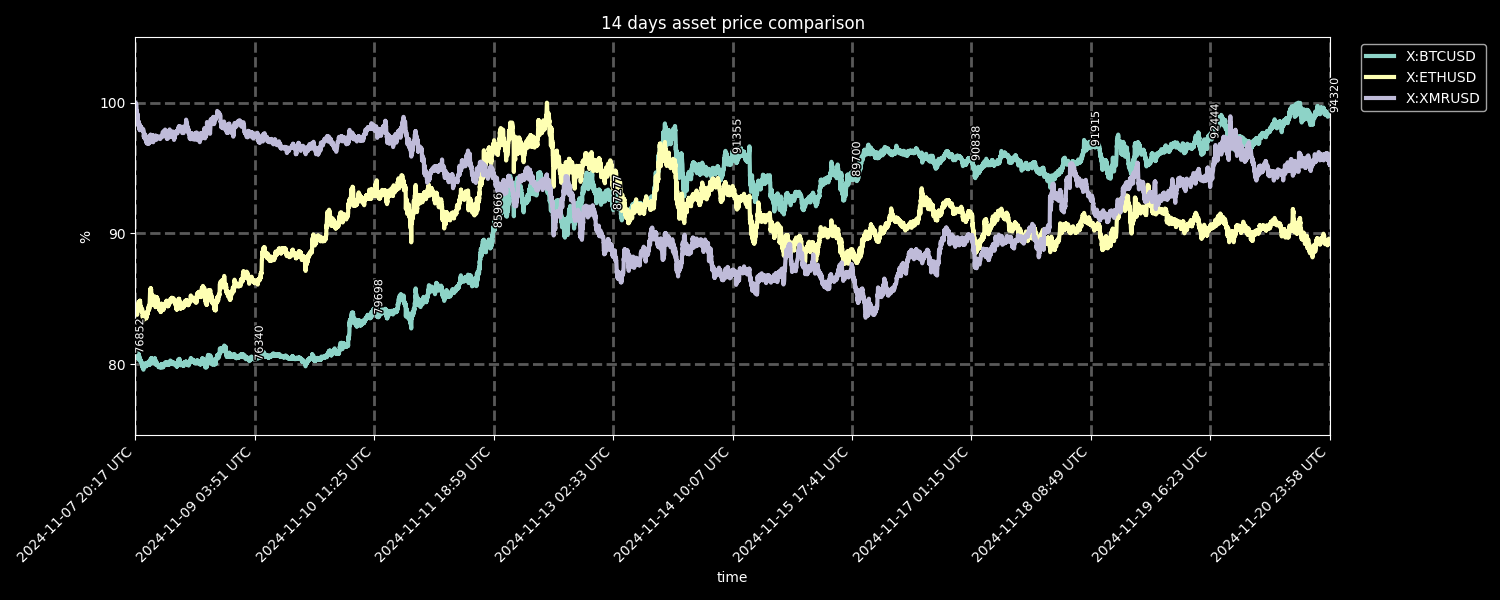 14 days asset price comparison
X:BTCUSD
X:ETHUSD
X:XMRUSD
100
90
80
%
76852
76340
79698
85966
87277
91355
89700
90838
91915
92444
94320
2024-11-07 20:17 UTC
2024-11-09 03:51 UTC
2024-11-10 11:25 UTC
2024-11-11 18:59 UTC
2024-11-13 02:33 UTC
2024-11-14 10:07 UTC
2024-11-15 17:41 UTC
2024-11-17 01:15 UTC
2024-11-18 08:49 UTC
2024-11-19 16:23 UTC
2024-11-20 23:58 UTC
time